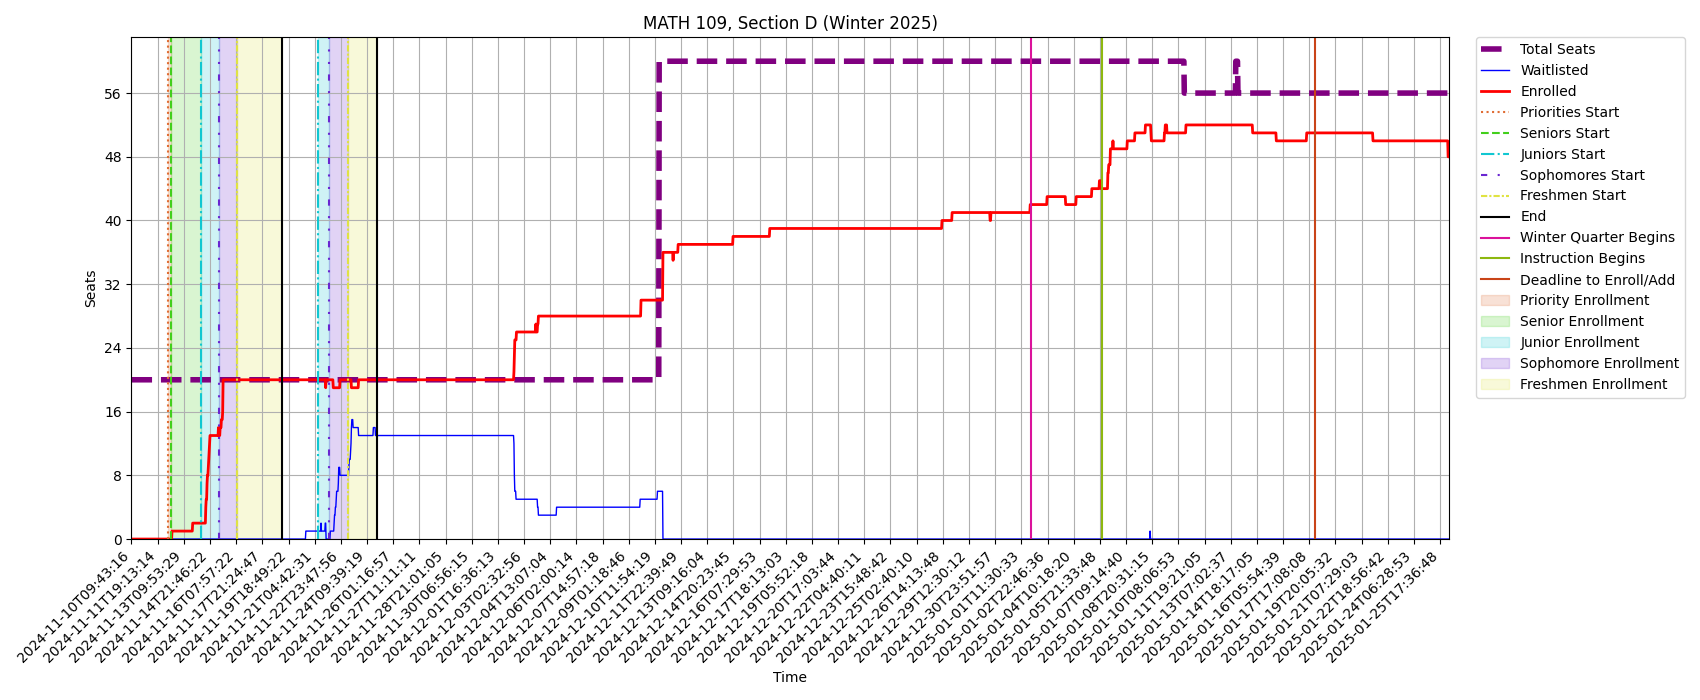 MATH 109, Section D (Winter 2025)
Seats
56
48
40
32
24
16
8
0
2024-11-10T09:43:16
2024-11-11T19:13:14
2024-11-13T09:53:29
2024-11-14T21:46:22
2024-11-16T07:57:22
2024-11-17T21:24:47
2024-11-19T18:49:22
2024-11-21T04:42:31
2024-11-22T23:47:56
2024-11-24T09:39:19
2024-11-26T01:16:57
2024-11-27T11:11:11
2024-11-28T21:01:05
2024-11-30T06:56:15
2024-12-01T16:36:13
2024-12-03T02:32:56
2024-12-04T13:07:04
2024-12-06T02:00:14
2024-12-07T14:57:18
2024-12-09T01:18:46
2024-12-10T11:54:19
2024-12-11T22:39:49
2024-12-13T09:16:04
2024-12-14T20:23:45
2024-12-16T07:29:53
2024-12-17T18:13:03
2024-12-19T05:52:18
2024-12-20T17:03:44
2024-12-22T04:40:11
2024-12-23T15:48:42
2024-12-25T02:40:10
2024-12-26T14:13:48
2024-12-29T12:30:12
2024-12-30T23:51:57
2025-01-01T11:30:33
2025-01-02T22:46:36
2025-01-04T10:18:20
2025-01-05T21:33:48
2025-01-07T09:14:40
2025-01-08T20:31:15
2025-01-10T08:06:53
2025-01-11T19:21:05
2025-01-13T07:02:37
2025-01-14T18:17:05
2025-01-16T05:54:39
2025-01-17T17:08:08
2025-01-19T20:05:32
2025-01-21T07:29:03
2025-01-22T18:56:42
2025-01-24T06:28:53
2025-01-25T17:36:48
Time
Total Seats
Waitlisted
Enrolled
Priorities Start
Seniors Start
Juniors Start
Sophomores Start
Freshmen Start
End
Winter Quarter Begins
Instruction Begins
Deadline to Enroll/Add
Priority Enrollment
Senior Enrollment
Junior Enrollment
Sophomore Enrollment
Freshmen Enrollment